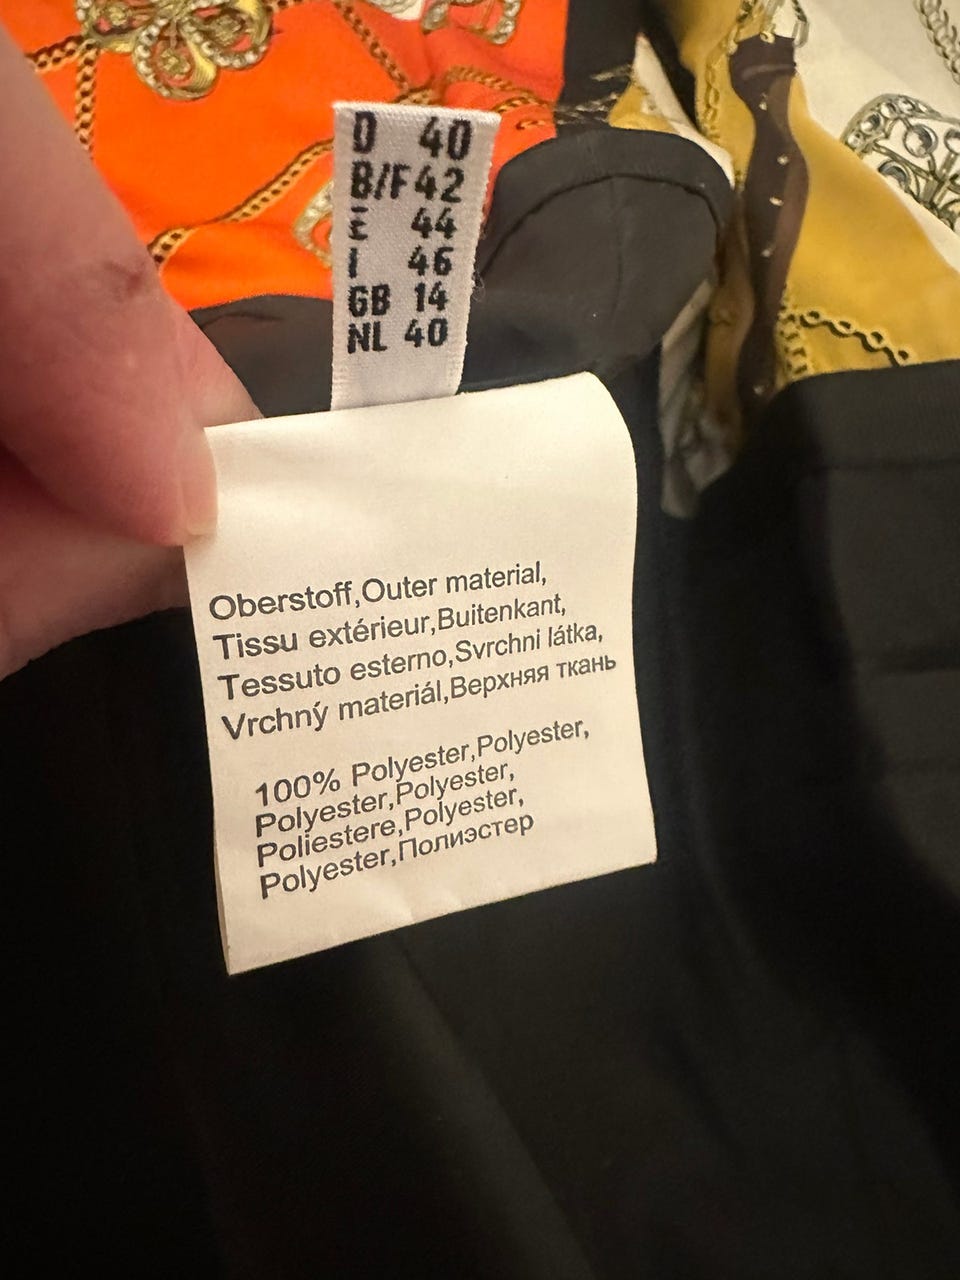 D 40
B/F 42
E 44
I 46
GB 14
NL 40
Oberstoff,Outer material,
Tissu extérieur,Buitenkant,
Tessuto esterno,Svrchni látka,
Vrchný materiál,Верхняя ткань
100% Polyester,Polyester,
Polyester,Polyester,
Poliestere,Polyester,
Polyester,Полиэстер